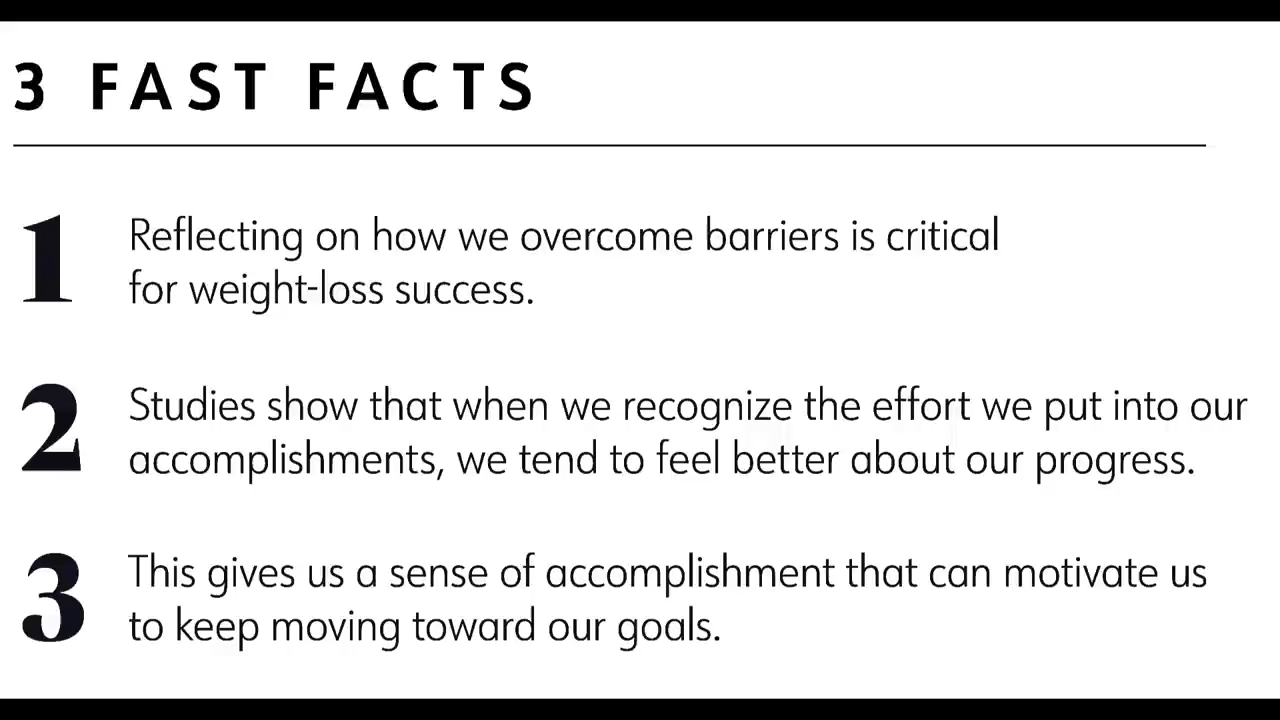 3 FAST FACTS
1 Reflecting on how we overcome barriers is critical
for weight-loss success.
2 Studies show that when we recognize the effort we put into our
accomplishments, we tend to feel better about our progress.
3 This gives us a sense of accomplishment that can motivate us
to keep moving toward our goals.